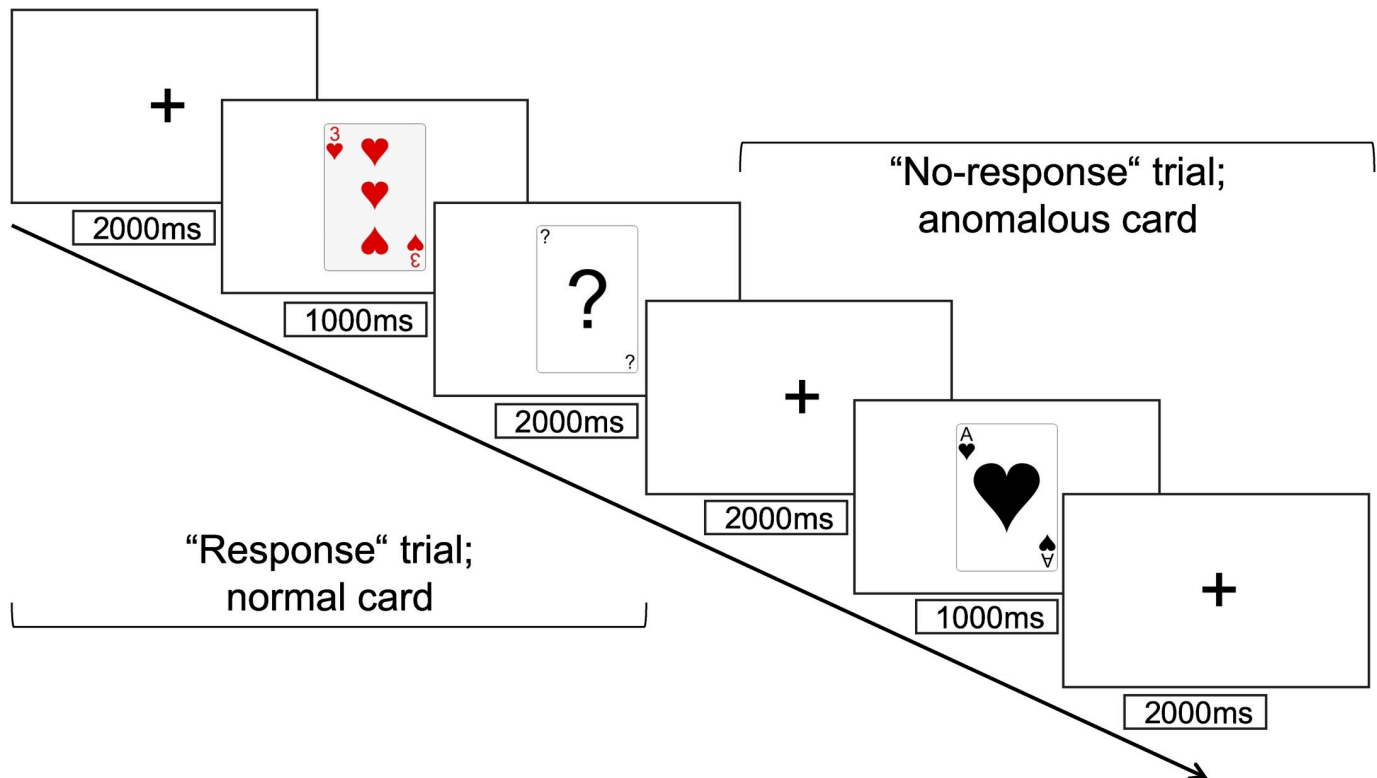 +
3
3
2000ms
1000ms
?
?
?
2000ms
“No-response“ trial;
anomalous card
+
2000ms
A
A
1000ms
+
2000ms
“Response“ trial;
normal card